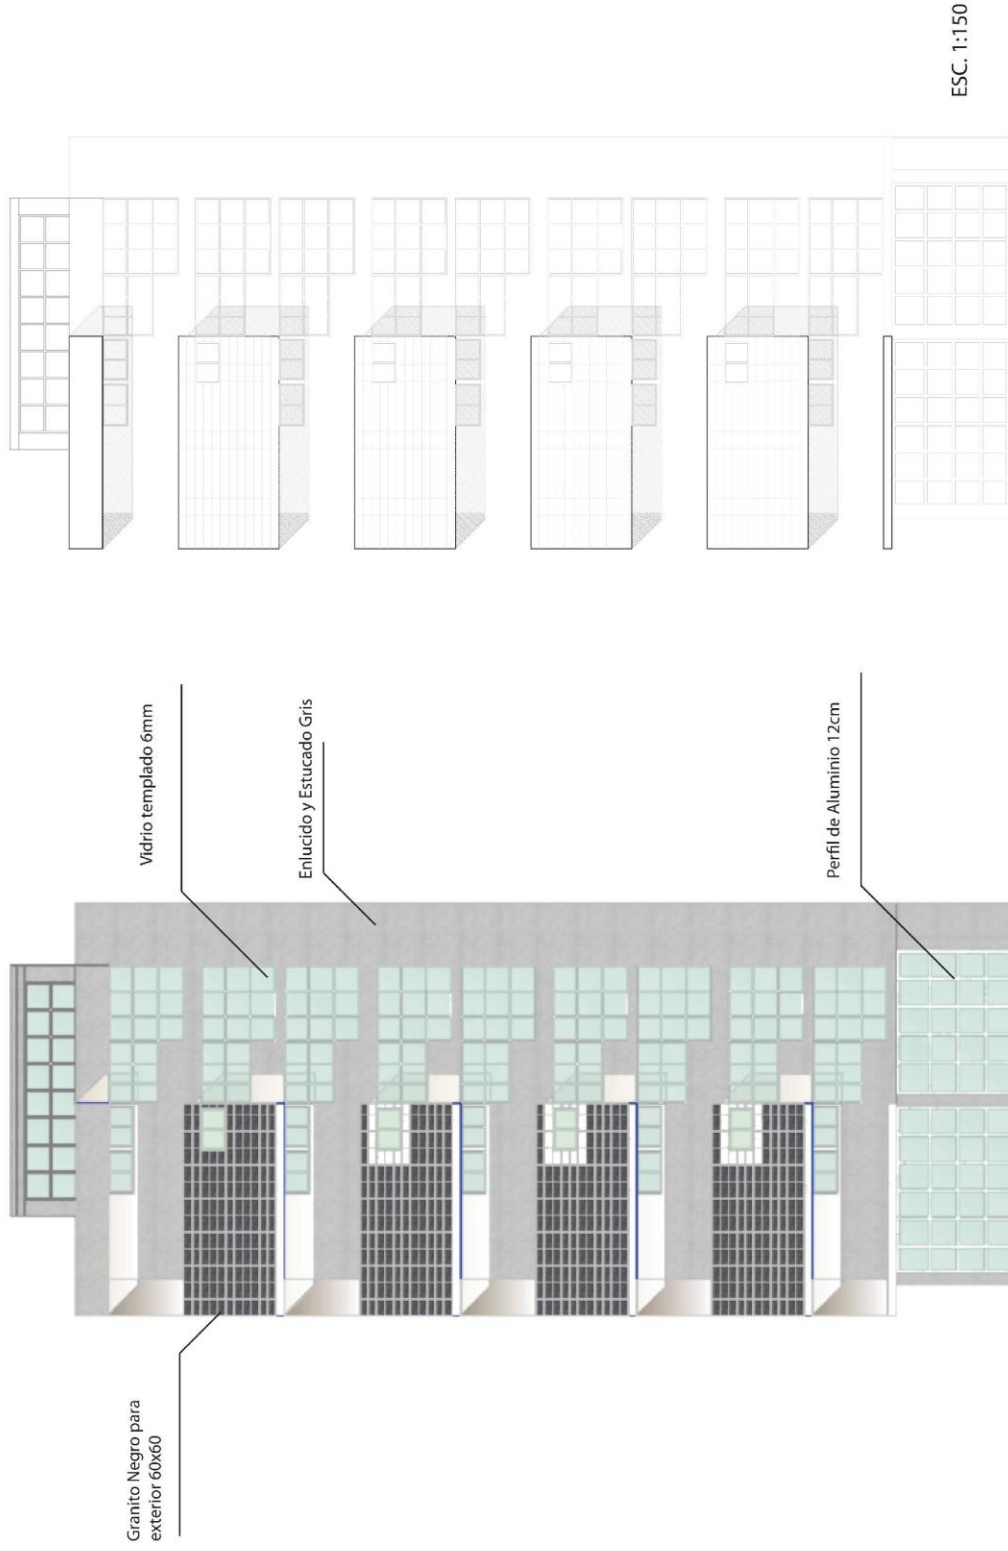 Granito Negro para
exterior 60x60
Vidrio templado 6mm
Enlucido y Estucado Gris
Perfil de Aluminio 12cm
ESC. 1:150